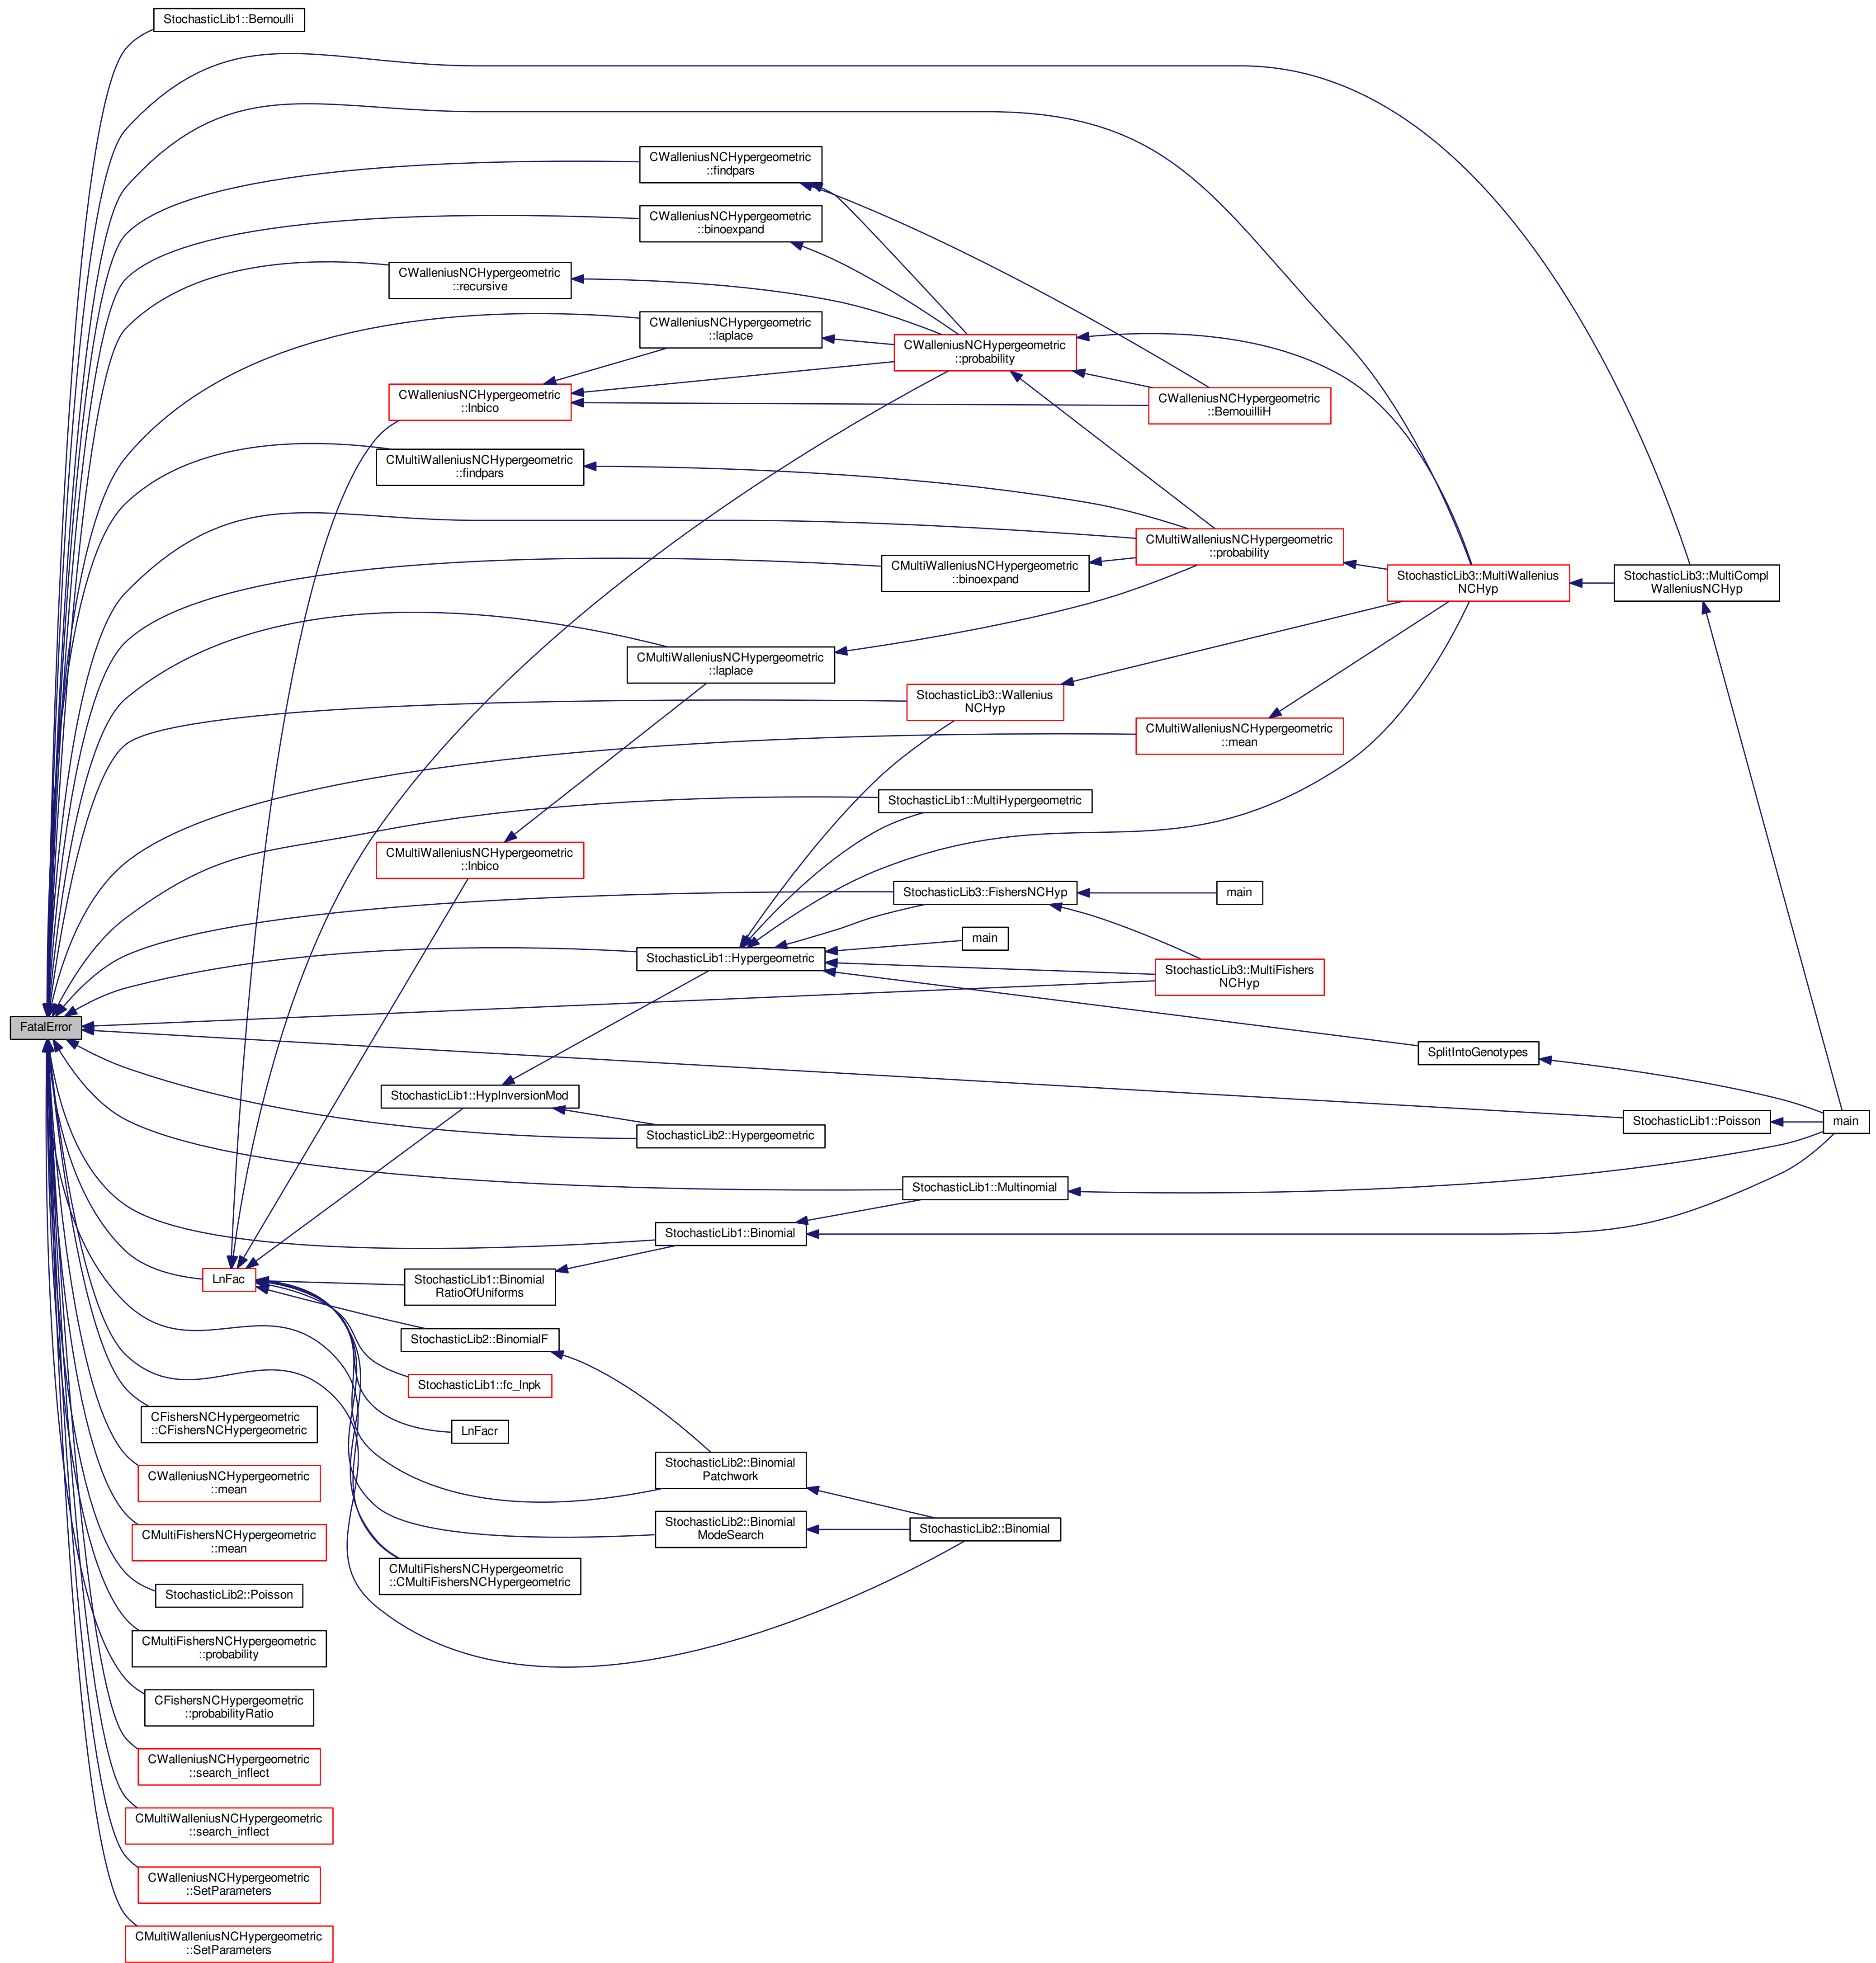 StochasticLib1::Bernoulli
CWalleniusNCHypergeometric
::findpars
CWalleniusNCHypergeometric
::binoexpand
CWalleniusNCHypergeometric
::recursive
CWalleniusNCHypergeometric
::laplace
CWalleniusNCHypergeometric
::probability
CWalleniusNCHypergeometric
::lnbico
CWalleniusNCHypergeometric
::BernouilliH
CMultiWalleniusNCHypergeometric
::findpars
CMultiWalleniusNCHypergeometric
::probability
CMultiWalleniusNCHypergeometric
::binoexpand
StochasticLib3::MultiWallenius
NCHyp
StochasticLib3::MultiCompl
WalleniusNCHyp
CMultiWalleniusNCHypergeometric
::laplace
StochasticLib3::Wallenius
NCHyp
CMultiWalleniusNCHypergeometric
::mean
StochasticLib1::MultiHypergeometric
CMultiWalleniusNCHypergeometric
::lnbico
StochasticLib3::FishersNCHyp
main
main
StochasticLib1::Hypergeometric
StochasticLib3::MultiFishers
NCHyp
FatalError
SplitIntoGenotypes
StochasticLib1::HypInversionMod
StochasticLib1::Poisson
main
StochasticLib2::Hypergeometric
StochasticLib1::Multinomial
StochasticLib1::Binomial
LnFac
StochasticLib1::Binomial
RatioOfUniforms
StochasticLib2::BinomialF
StochasticLib1::fc_lnpk
CFishersNCHypergeometric
::CFishersNCHypergeometric
LnFacr
StochasticLib2::Binomial
Patchwork
CWalleniusNCHypergeometric
::mean
StochasticLib2::Binomial
ModeSearch
StochasticLib2::Binomial
CMultiFishersNCHypergeometric
::mean
CMultiFishersNCHypergeometric
::CMultiFishersNCHypergeometric
StochasticLib2::Poisson
CMultiFishersNCHypergeometric
::probability
CFishersNCHypergeometric
::probabilityRatio
CWalleniusNCHypergeometric
::search_inflect
CMultiWalleniusNCHypergeometric
::search_inflect
CWalleniusNCHypergeometric
::SetParameters
CMultiWalleniusNCHypergeometric
::SetParameters